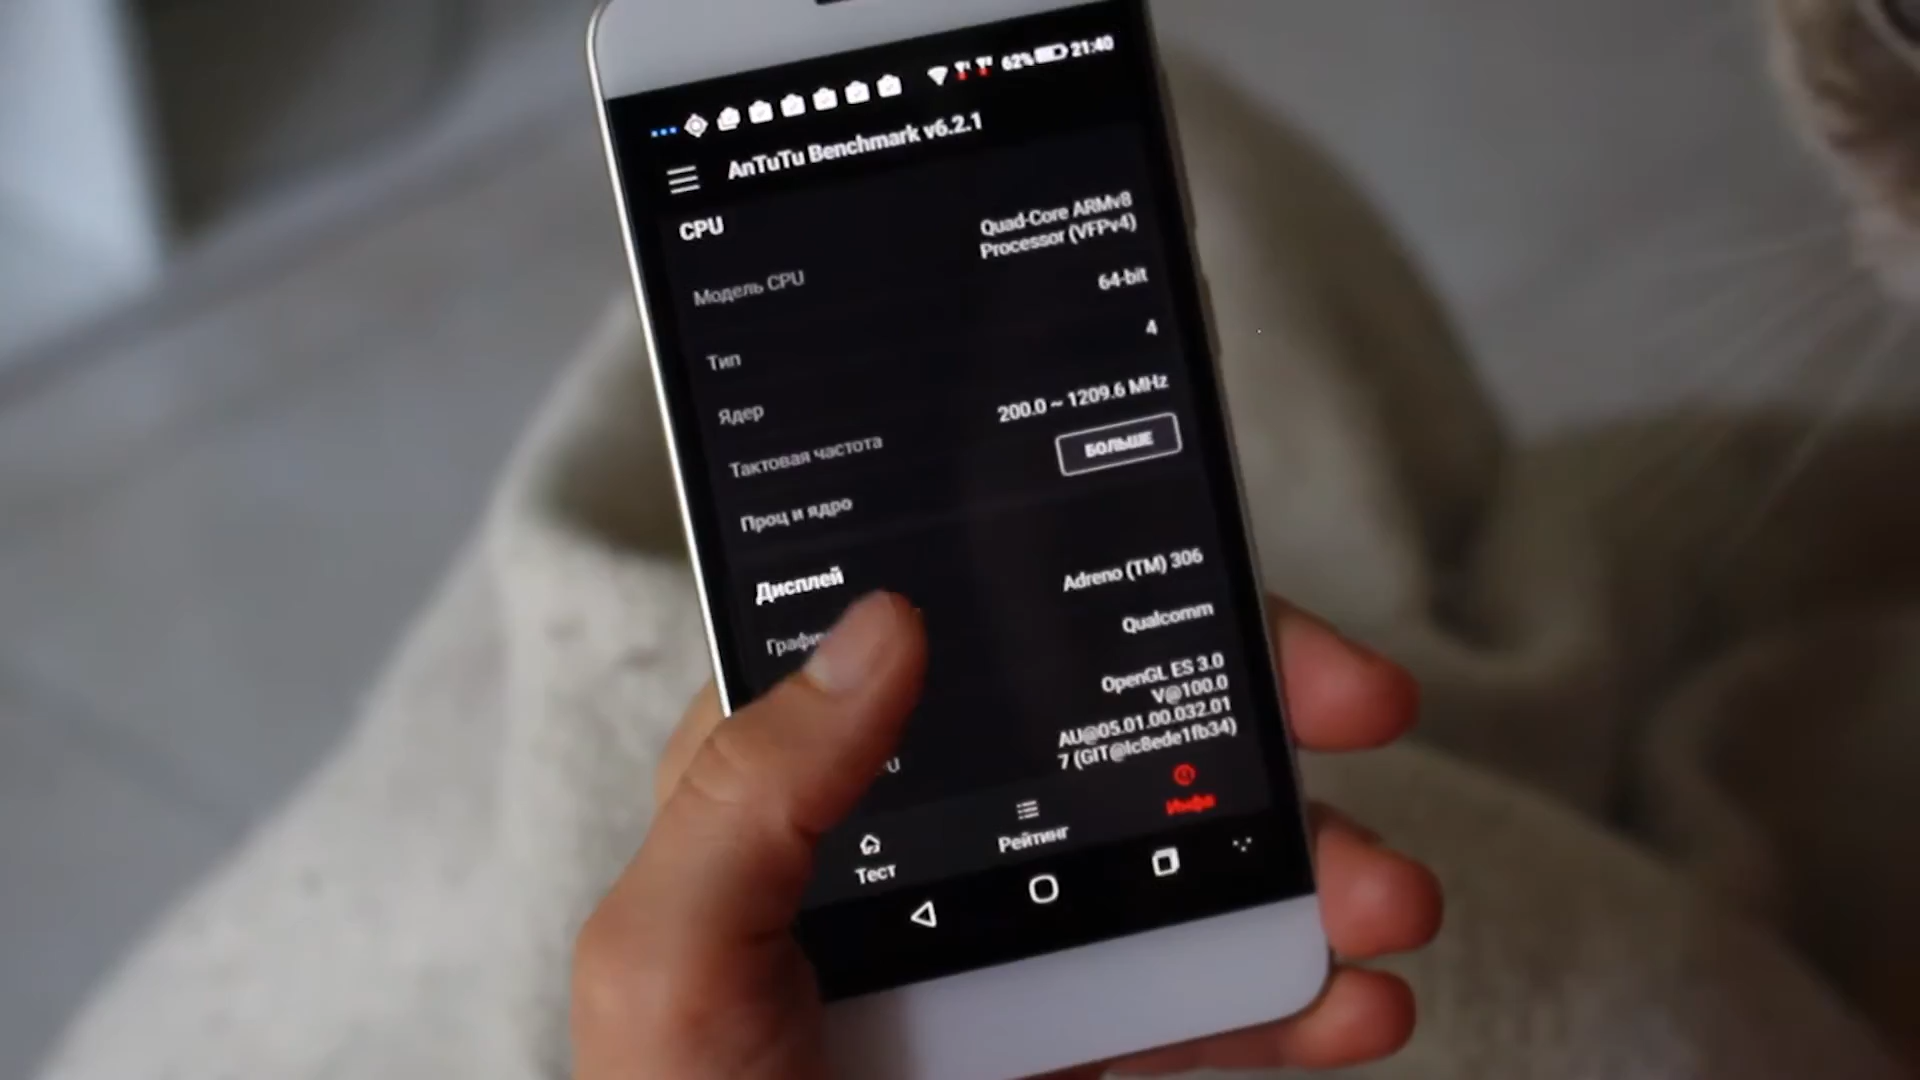 62% 21:40
AnTuTu Benchmark v6.2.1
CPU
Модель CPU
Quad-Core ARMv8
Processor (VFPv4)
Тип
64-bit
Ядер
4
Тактовая частота
200.0 ~ 1209.6 MHz
Проц и ядро
БОЛЬШЕ
Дисплей
Adreno (TM) 306
Qualcomm
OpenGL ES 3.0
V@100.0
AU@05.01.00.032.01
7 (GIT@Ic8ede1fb34)
Тест
Рейтинг
Инфо